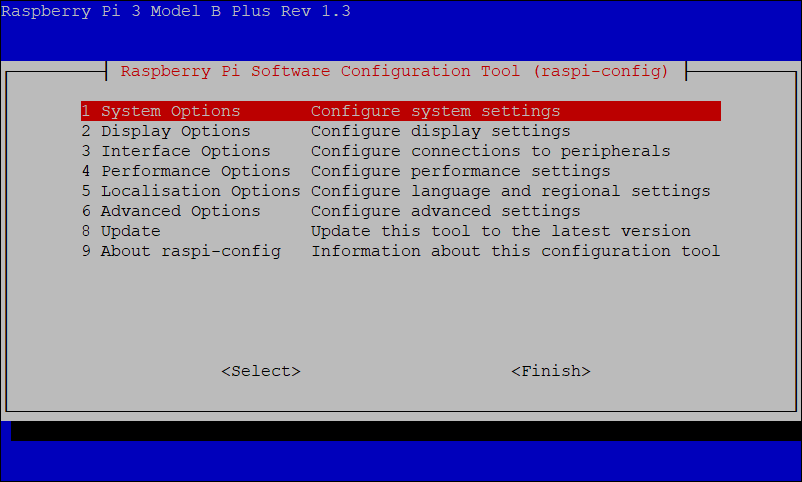 Raspberry Pi 3 Model B Plus Rev 1.3
Raspberry Pi Software Configuration Tool (raspi-config)
1 System Options Configure system settings
2 Display Options Configure display settings
3 Interface Options Configure connections to peripherals
4 Performance Options Configure performance settings
5 Localisation Options Configure language and regional settings
6 Advanced Options Configure advanced settings
8 Update Update this tool to the latest version
9 About raspi-config Information about this configuration tool
<Select> <Finish>